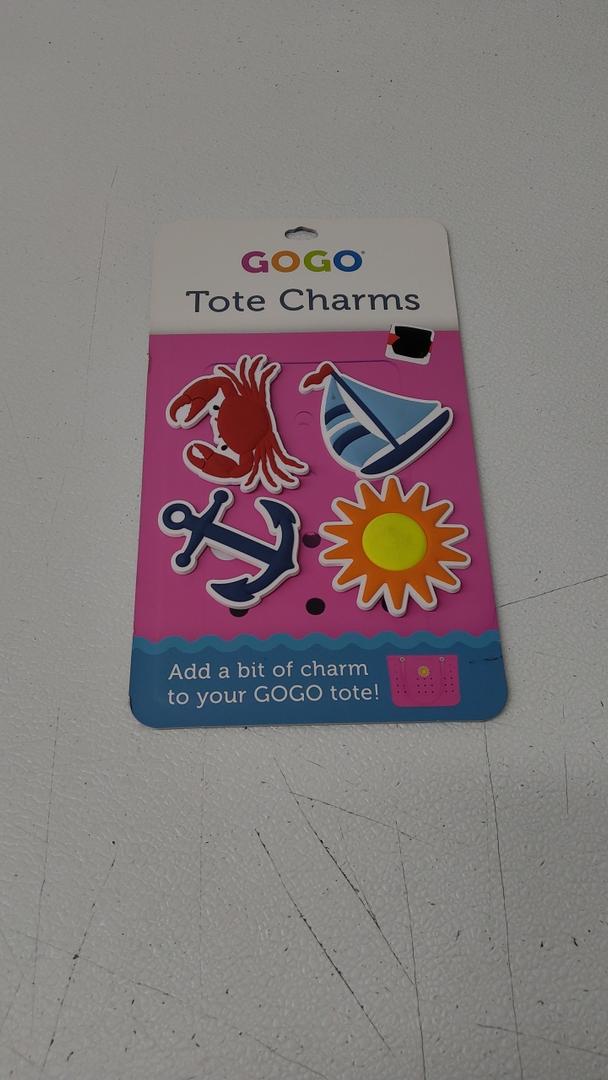 GOGO®
Tote Charms
Add a bit of charm
to your GOGO tote!